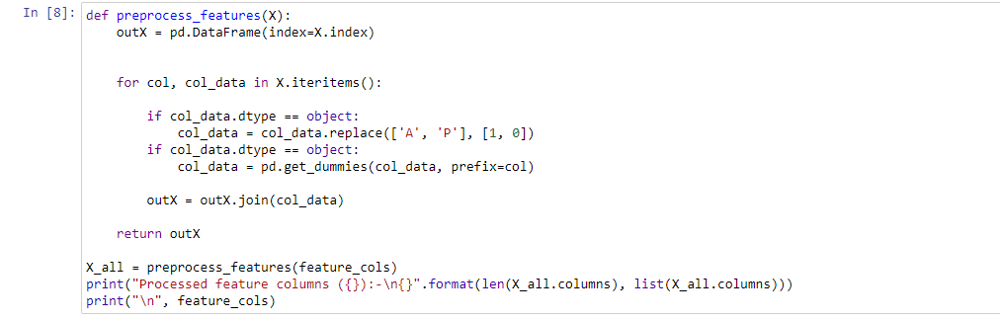 In [8]: def preprocess_features(X):
    outX = pd.DataFrame(index=X.index)
    for col, col_data in X.iteritems():
        if col_data.dtype == object:
            col_data = col_data.replace(['A', 'P'], [1, 0])
        if col_data.dtype == object:
            col_data = pd.get_dummies(col_data, prefix=col)
        outX = outX.join(col_data)
    return outX
X_all = preprocess_features(feature_cols)
print("Processed feature columns ({}):-\n{}".format(len(X_all.columns), list(X_all.columns)))
print("\n", feature_cols)